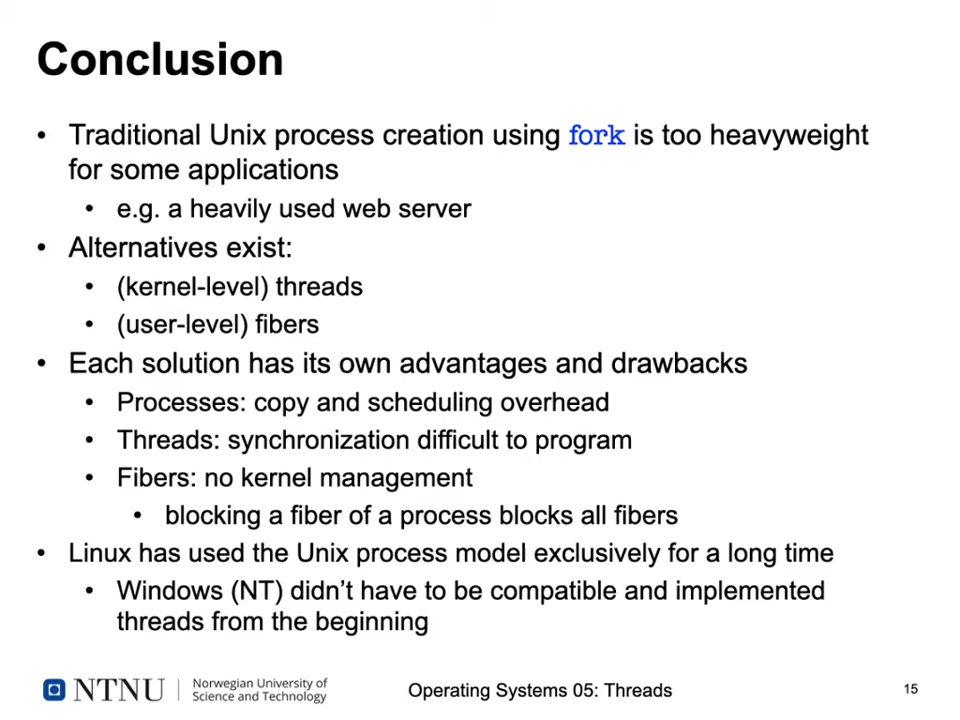 Conclusion
• Traditional Unix process creation using fork is too heavyweight
for some applications
• e.g. a heavily used web server
• Alternatives exist:
• (kernel-level) threads
• (user-level) fibers
• Each solution has its own advantages and drawbacks
• Processes: copy and scheduling overhead
• Threads: synchronization difficult to program
• Fibers: no kernel management
• blocking a fiber of a process blocks all fibers
• Linux has used the Unix process model exclusively for a long time
• Windows (NT) didn’t have to be compatible and implemented
threads from the beginning
NTNU
Norwegian University of
Science and Technology
Operating Systems 05: Threads
15